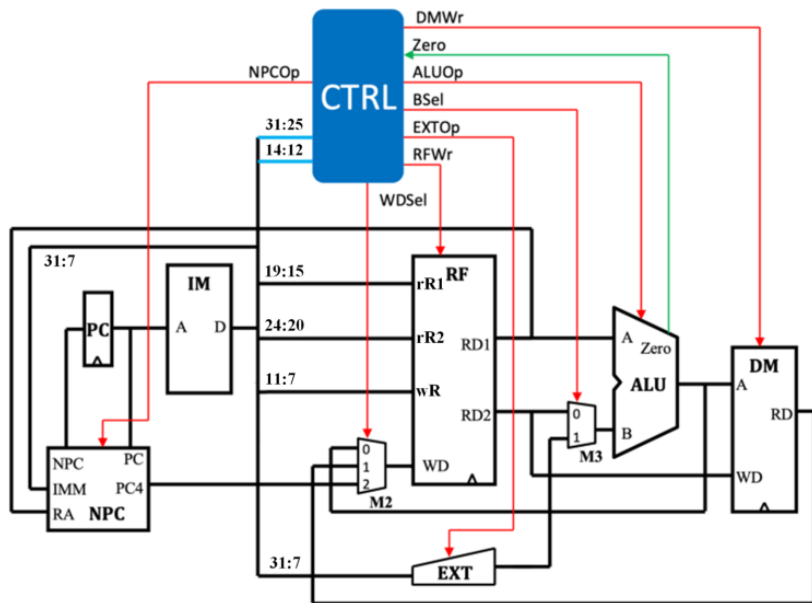 DMWr
Zero
NPCOp
ALUOp
CTRL
BSel
31:25
EXTOp
14:12
RFWr
WDSel
31:7
IM
19:15
rR1
RF
PC
A
D
24:20
rR2
RD1
A
Zero
ALU
DM
11:7
wR
RD2
0
1
B
M3
A
RD
NPC
PC
IMM
PC4
RA
NPC
0
1
2
M2
WD
WD
31:7
EXT